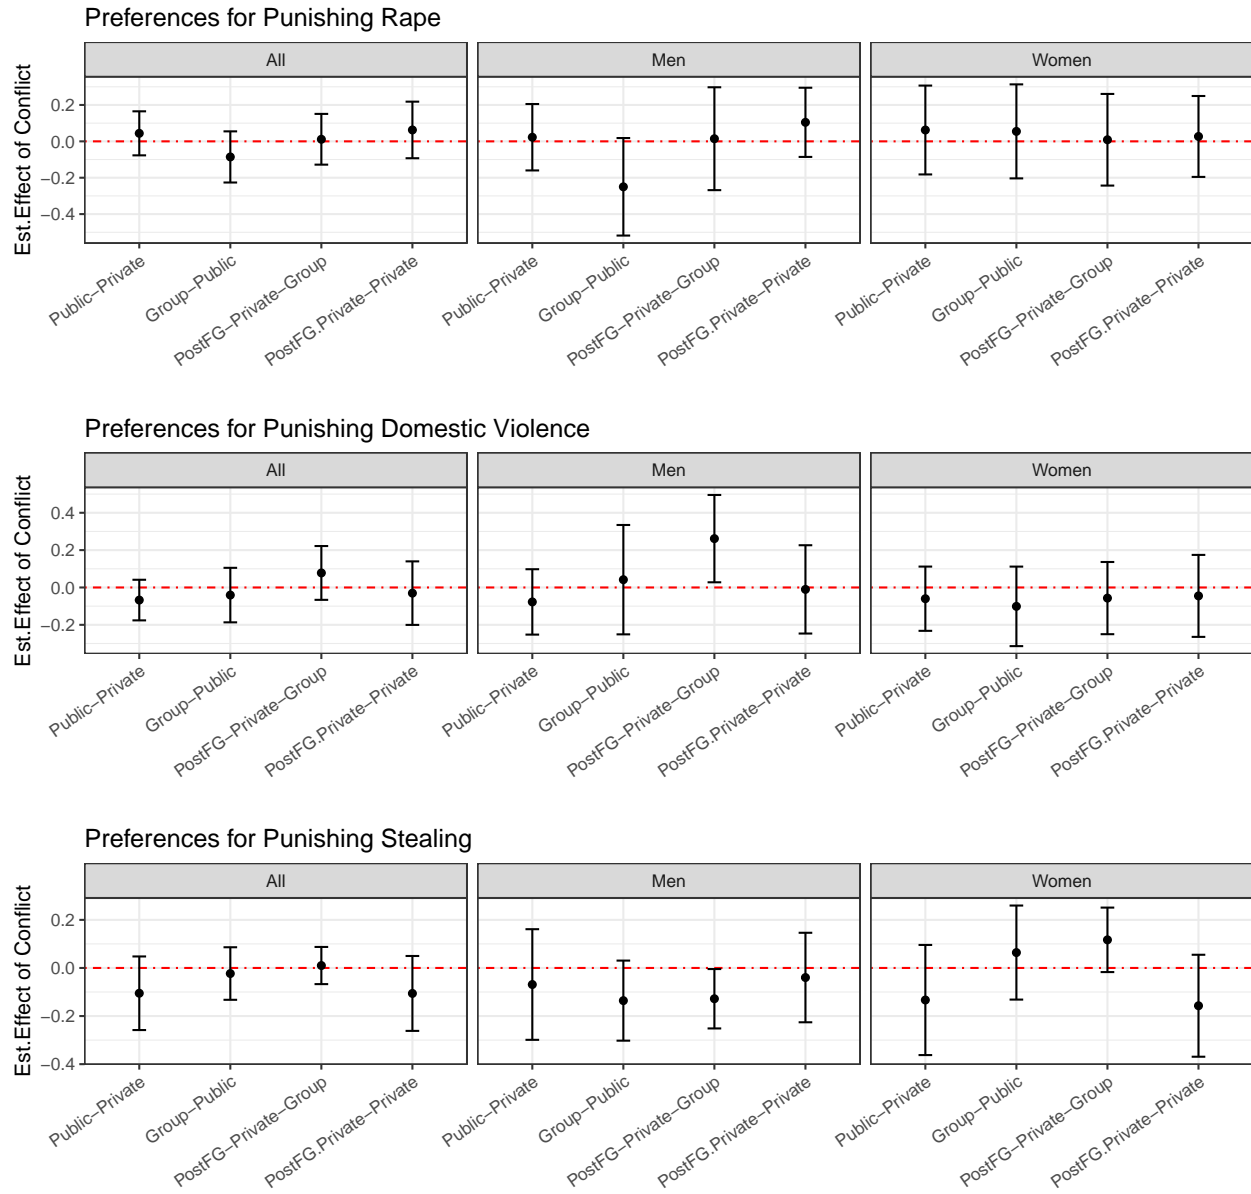 Preferences for Punishing Rape
All
Men
Women
Est.Effect of Conflict
0.2
0.0
−0.2
−0.4
Public−Private
Group−Public
PostFG−Private−Group
PostFG.Private−Private
Public−Private
Group−Public
PostFG−Private−Group
PostFG.Private−Private
Public−Private
Group−Public
PostFG−Private−Group
PostFG.Private−Private
Preferences for Punishing Domestic Violence
All
Men
Women
Est.Effect of Conflict
0.4
0.2
0.0
−0.2
Public−Private
Group−Public
PostFG−Private−Group
PostFG.Private−Private
Public−Private
Group−Public
PostFG−Private−Group
PostFG.Private−Private
Public−Private
Group−Public
PostFG−Private−Group
PostFG.Private−Private
Preferences for Punishing Stealing
All
Men
Women
Est.Effect of Conflict
0.2
0.0
−0.2
−0.4
Public−Private
Group−Public
PostFG−Private−Group
PostFG.Private−Private
Public−Private
Group−Public
PostFG−Private−Group
PostFG.Private−Private
Public−Private
Group−Public
PostFG−Private−Group
PostFG.Private−Private